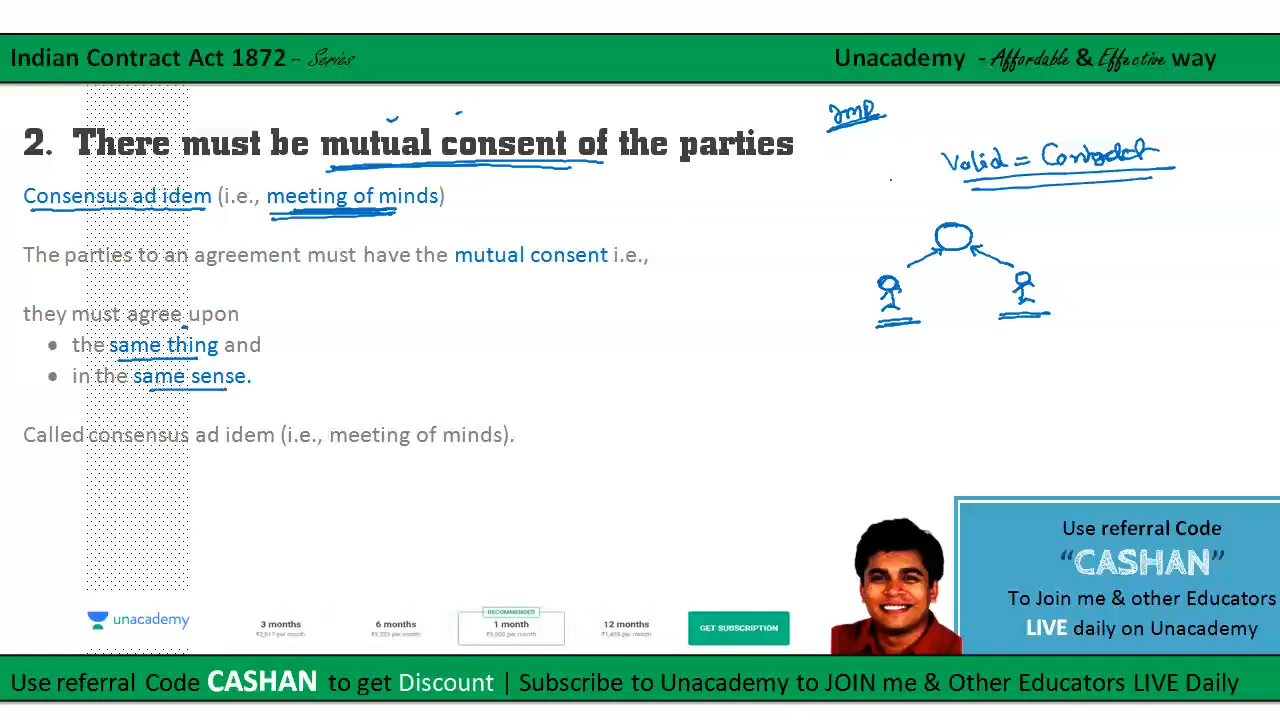 Indian Contract Act 1872 - Series
Unacademy - Affordable & Effective way
Imp
2. There must be mutual consent of the parties
Valid = Contract
Consensus ad idem (i.e., meeting of minds)
The parties to an agreement must have the mutual consent i.e.,
they must agree upon
• the same thing and
• in the same sense.
Called consensus ad idem (i.e., meeting of minds).
Use referral Code
"CASHAN"
To Join me & other Educators
LIVE daily on Unacademy
unacademy
RECOMMENDED
3 months
6 months
1 month
12 months
GET SUBSCRIPTION
Use referral Code CASHAN to get Discount | Subscribe to Unacademy to JOIN me & Other Educators LIVE Daily